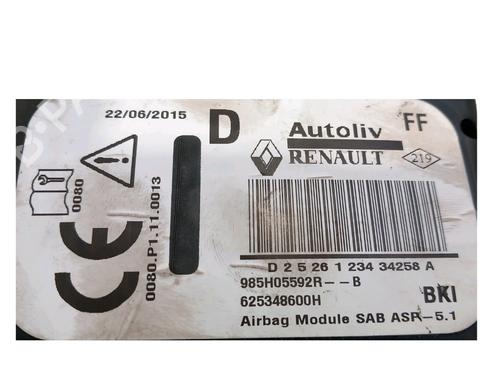 22/06/2015
D
Autoliv
FF
RENAULT
219
0080
0080.P1.11.0013
CE
D 2 5 26 1 234 34258 A
985H05592R--B
625348600H
BKI
Airbag Module SAB ASR-5.1